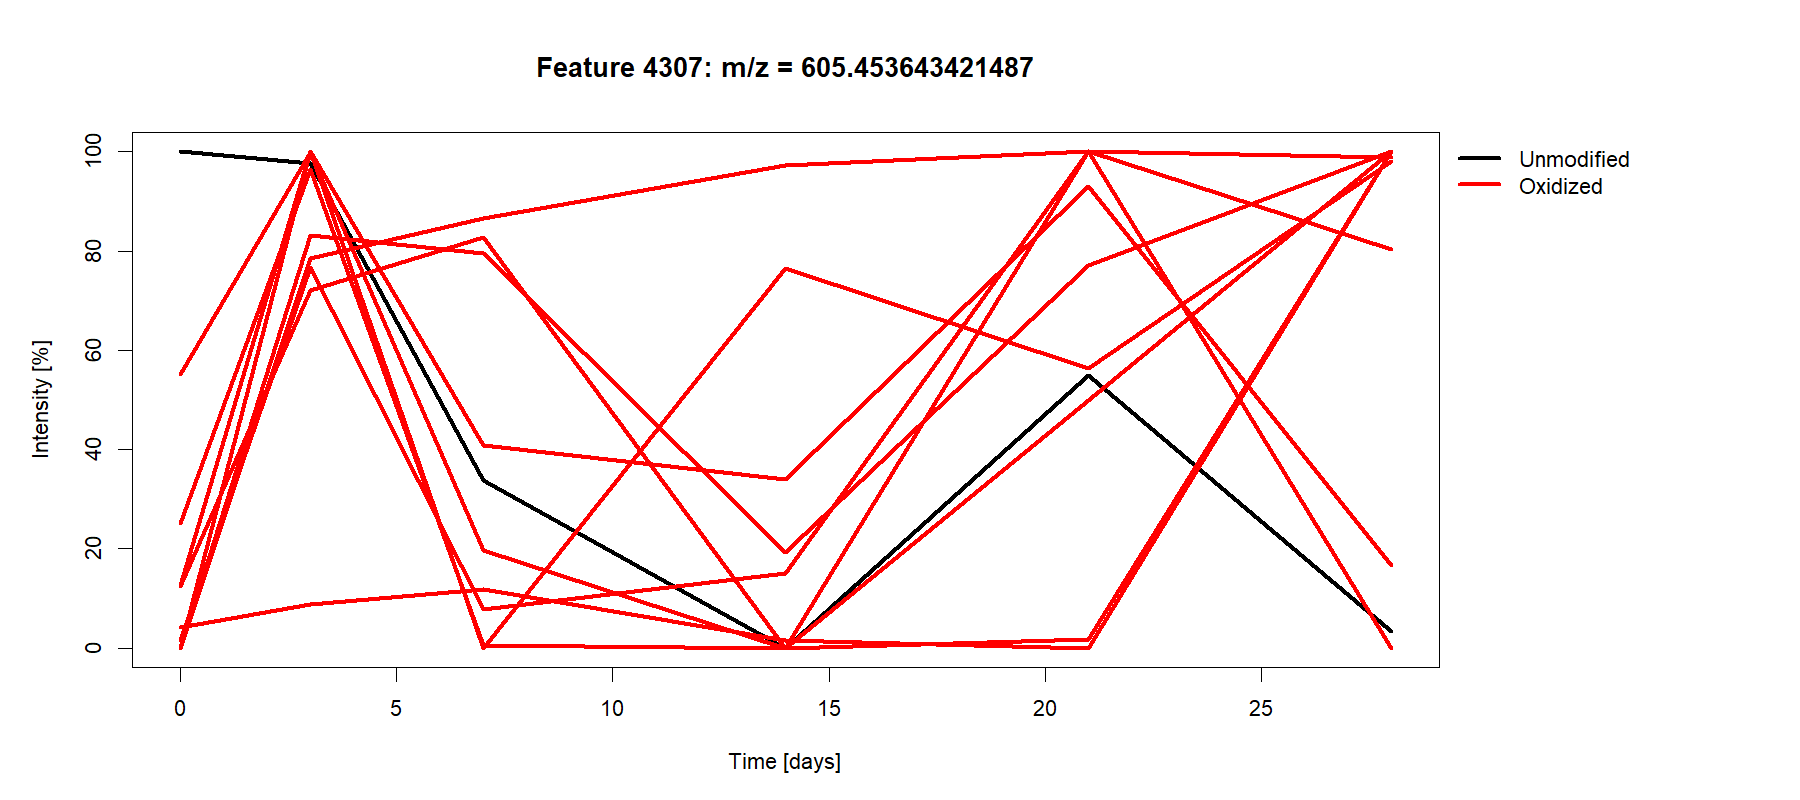 Feature 4307: m/z = 605.453643421487
Unmodified
Oxidized
Intensity [%]
100
80
60
40
20
0
0 5 10 15 20 25
Time [days]